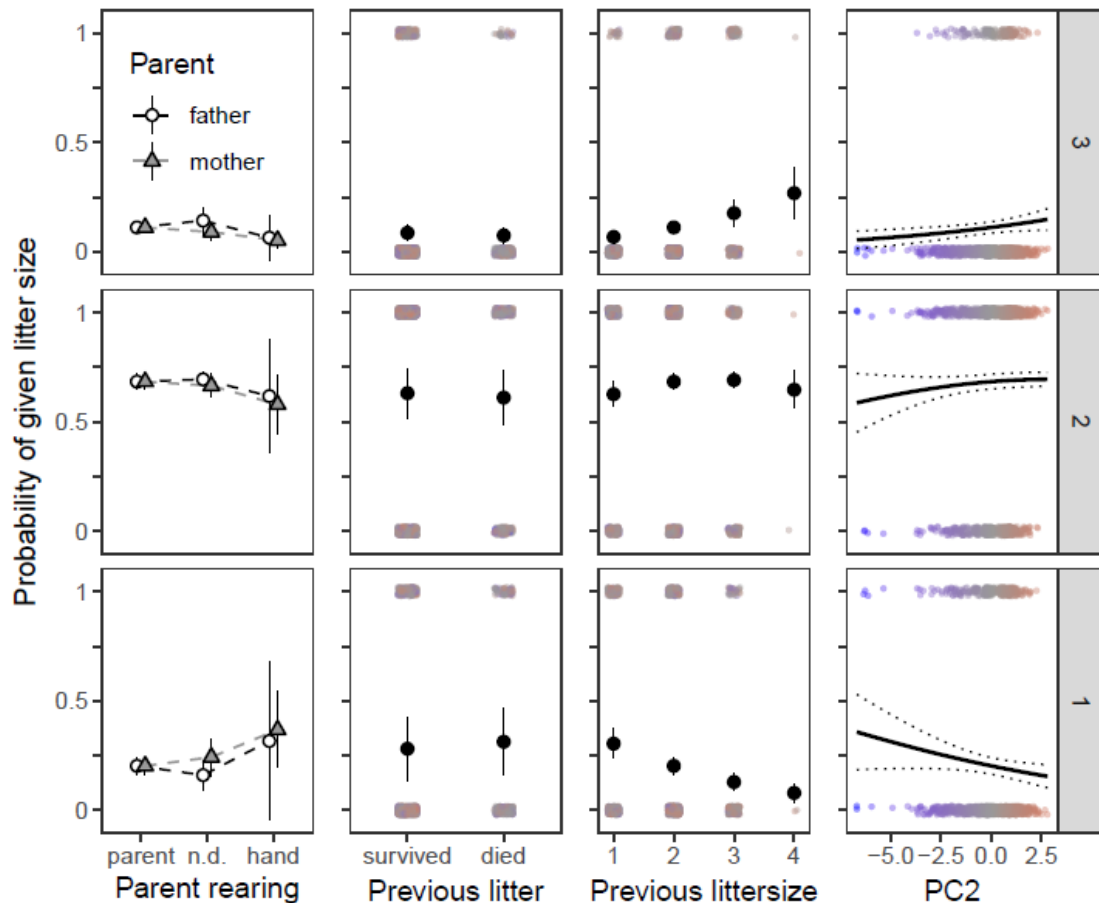 Probability of given litter size
1
0.5
0
Parent
father
mother
3
1
0.5
0
2
1
0.5
0
1
parent n.d. hand
Parent rearing
survived died
Previous litter
1 2 3 4
Previous littersize
−5.0 −2.5 0.0 2.5
PC2